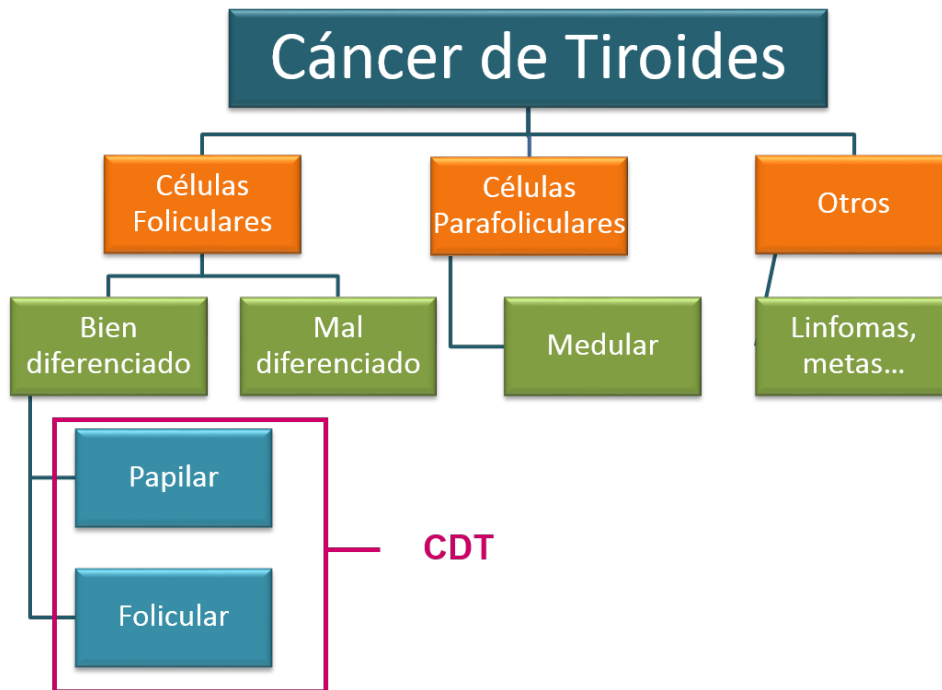 Cáncer de Tiroides
Células
Foliculares
Células
Parafoliculares
Otros
Bien
diferenciado
Mal
diferenciado
Medular
Linfomas,
metas...
Papilar
CDT
Folicular